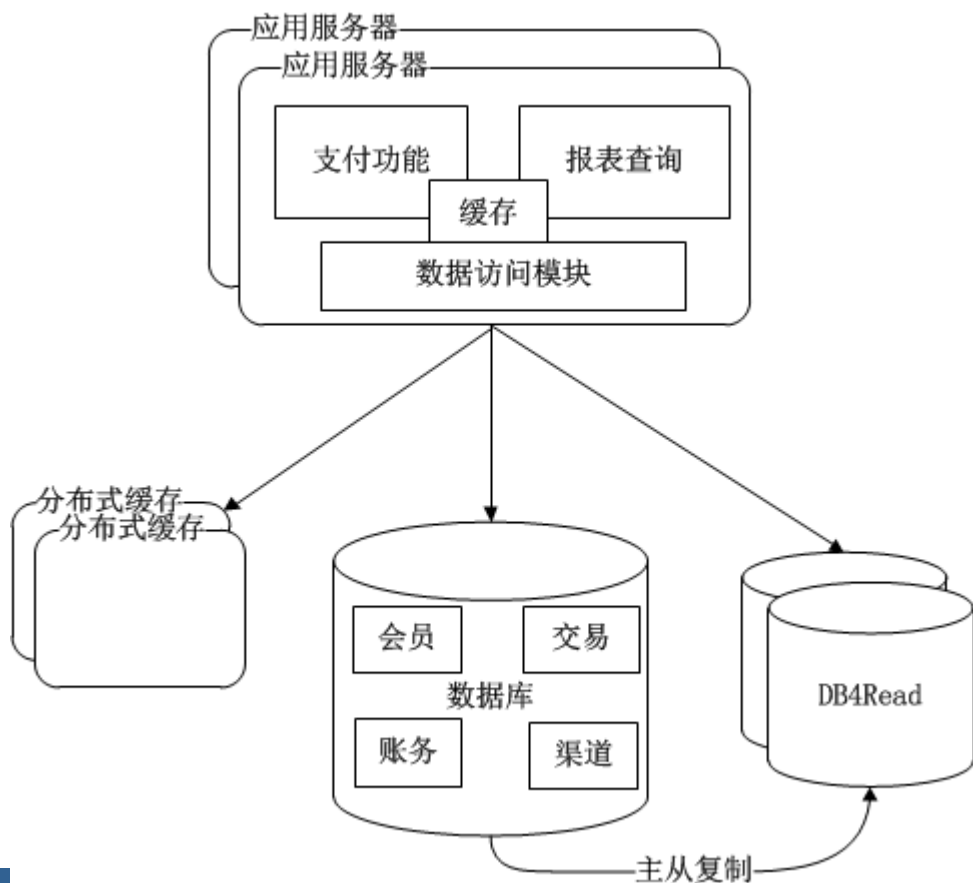 应用服务器
应用服务器
支付功能
报表查询
缓存
数据访问模块
分布式缓存
分布式缓存
会员
交易
数据库
DB4Read
账务
渠道
主从复制